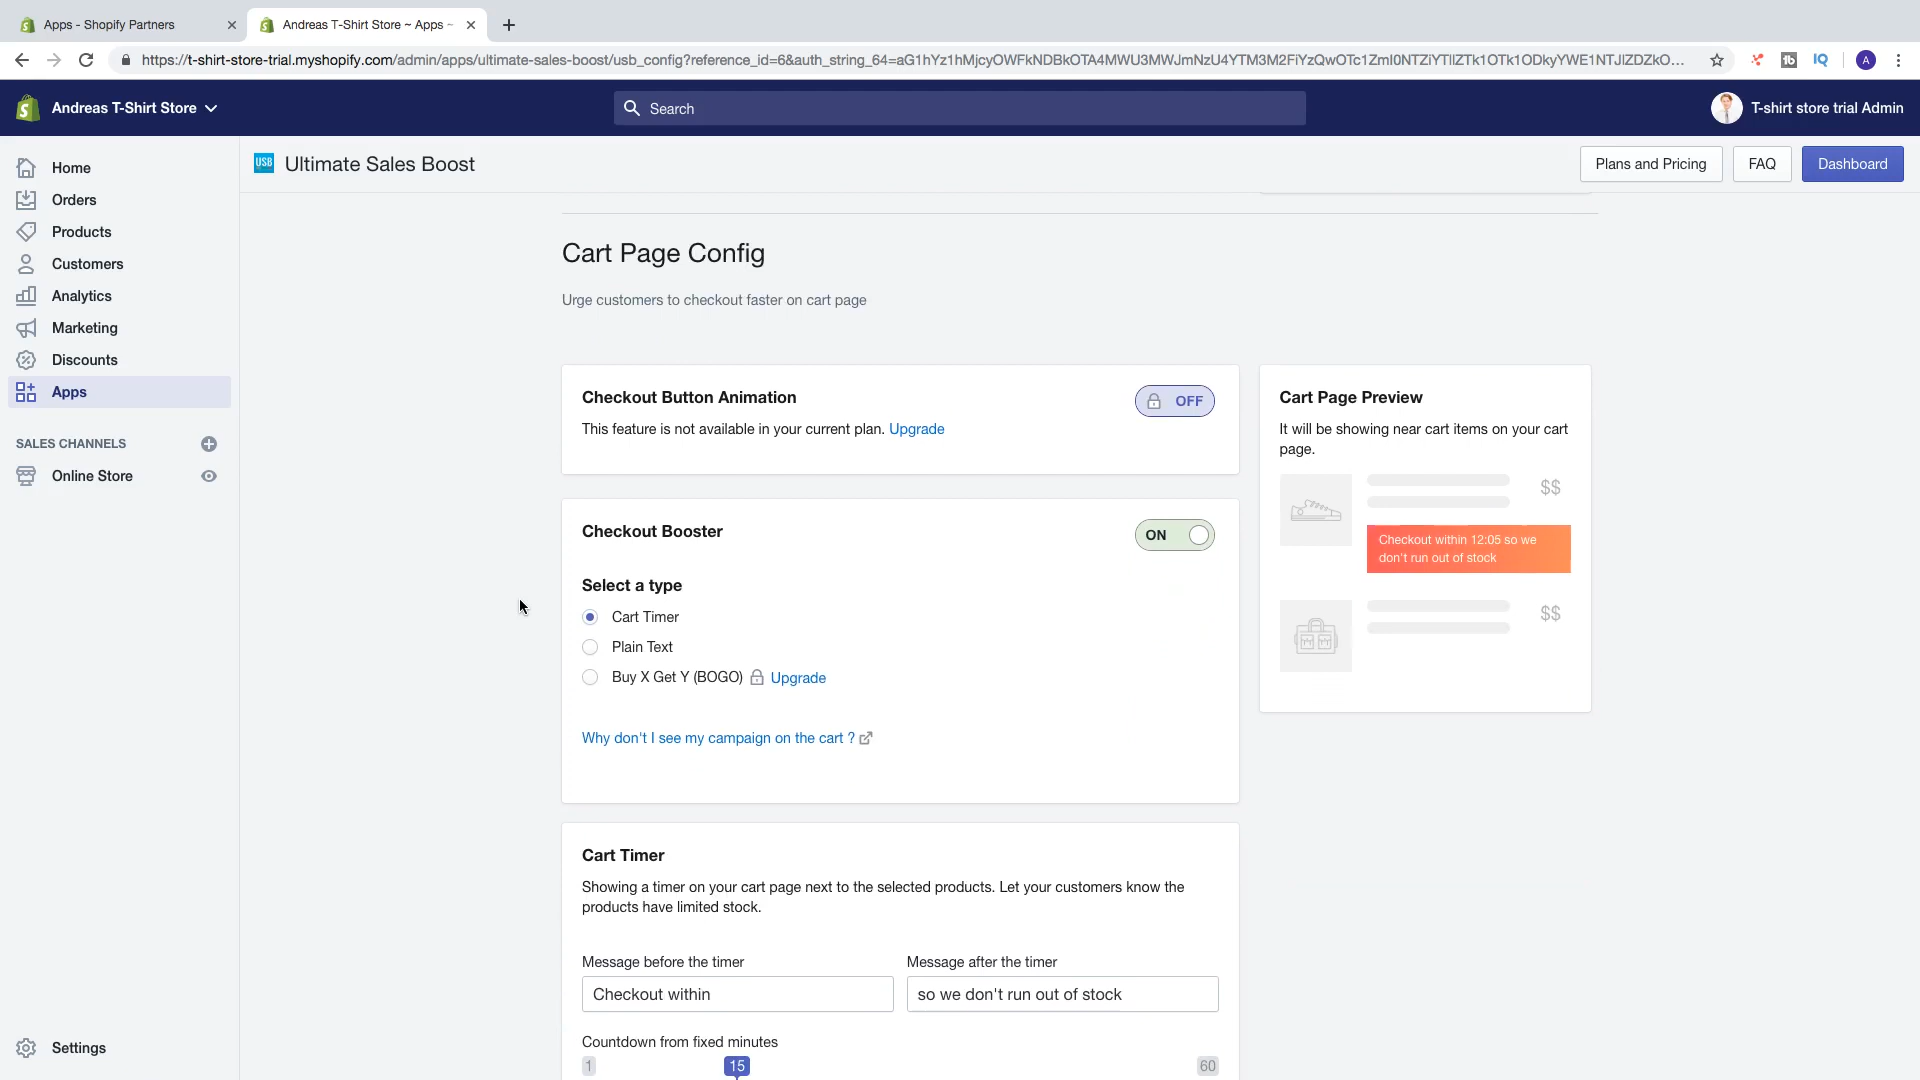 Apps - Shopify Partners
Andreas T-Shirt Store ~ Apps ~
https://t-shirt-store-trial.myshopify.com/admin/apps/ultimate-sales-boost/usb_config?reference_id=6&auth_string_64=
Andreas T-Shirt Store
Search
T-shirt store trial Admin
A
Home
Orders
Products
Customers
Analytics
Marketing
Discounts
Apps
SALES CHANNELS
Online Store
Settings
USB
Ultimate Sales Boost
Plans and Pricing
FAQ
Dashboard
Cart Page Config
Urge customers to checkout faster on cart page
Checkout Button Animation
OFF
This feature is not available in your current plan. Upgrade
Checkout Booster
ON
Select a type
Cart Timer
Plain Text
Buy X Get Y (BOGO) Upgrade
Why don't I see my campaign on the cart ?
Cart Timer
Showing a timer on your cart page next to the selected products. Let your customers know the
products have limited stock.
Message before the timer
Message after the timer
Checkout within
so we don't run out of stock
Countdown from fixed minutes
1
15
60
Cart Page Preview
It will be showing near cart items on your cart
page.
$$
Checkout within 12:05 so we
don't run out of stock
$$